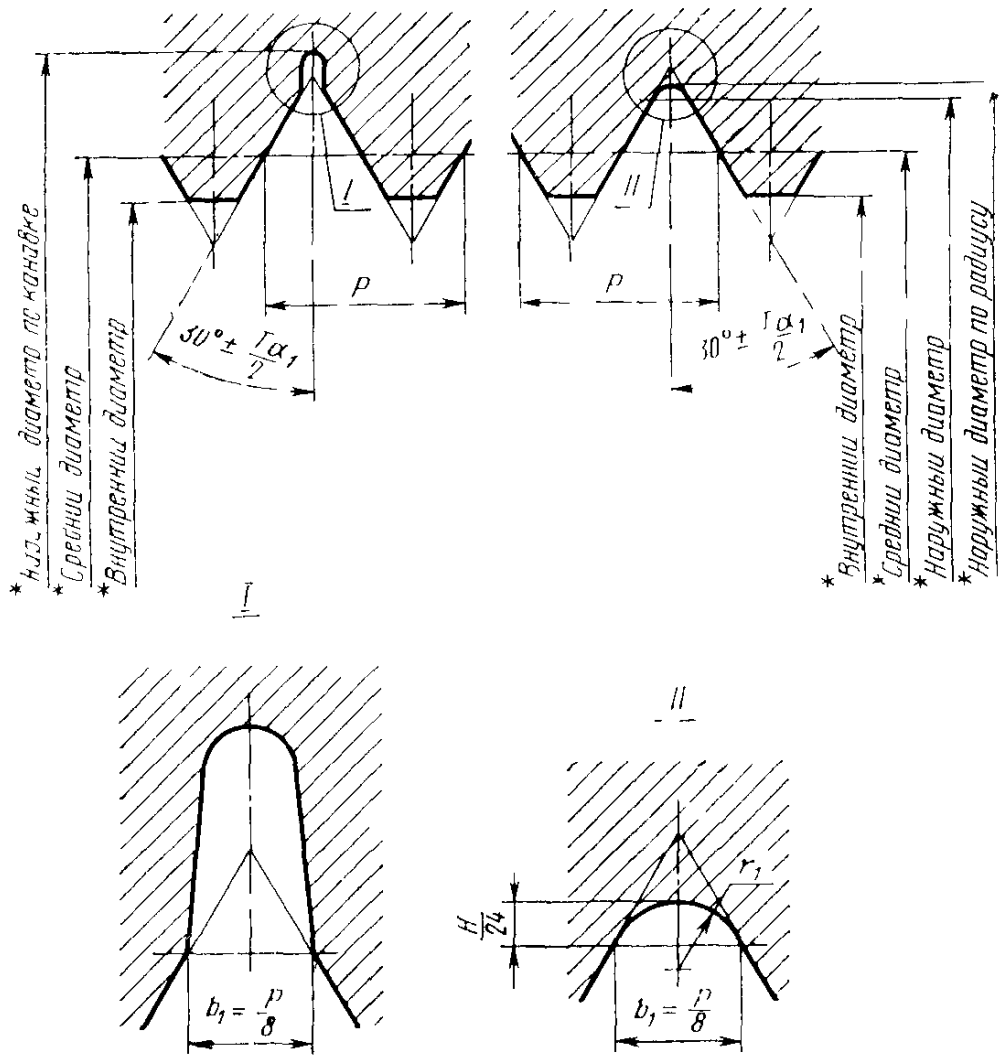 I
II
P
P
30° ± Tα₁/2
30° ± Tα₁/2
* диаметр по канавке
* Средний диаметр
* Внутренний диаметр
* Внутренний диаметр
* Средний диаметр
* Наружный диаметр
* Наружный диаметр по радиусу
I
II
r₁
H/24
b₁ = P/8
b₁ = P/8